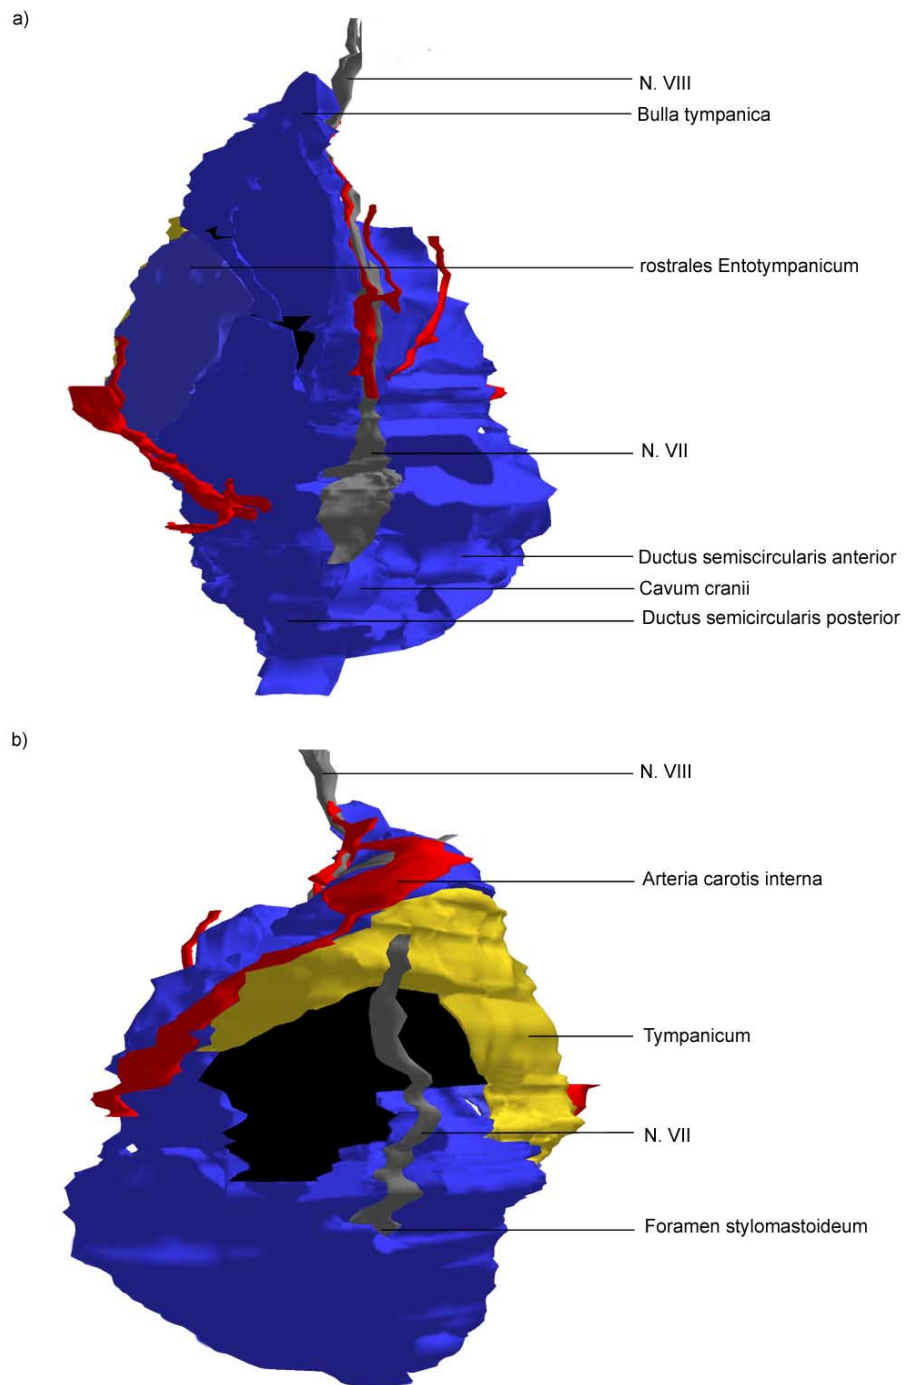 a)
N. VIII
Bulla tympanica
rostrales Entotympanicum
N. VII
Ductus semiscircularis anterior
Cavum cranii
Ductus semicircularis posterior
b)
N. VIII
Arteria carotis interna
Tympanicum
N. VII
Foramen stylomastoideum